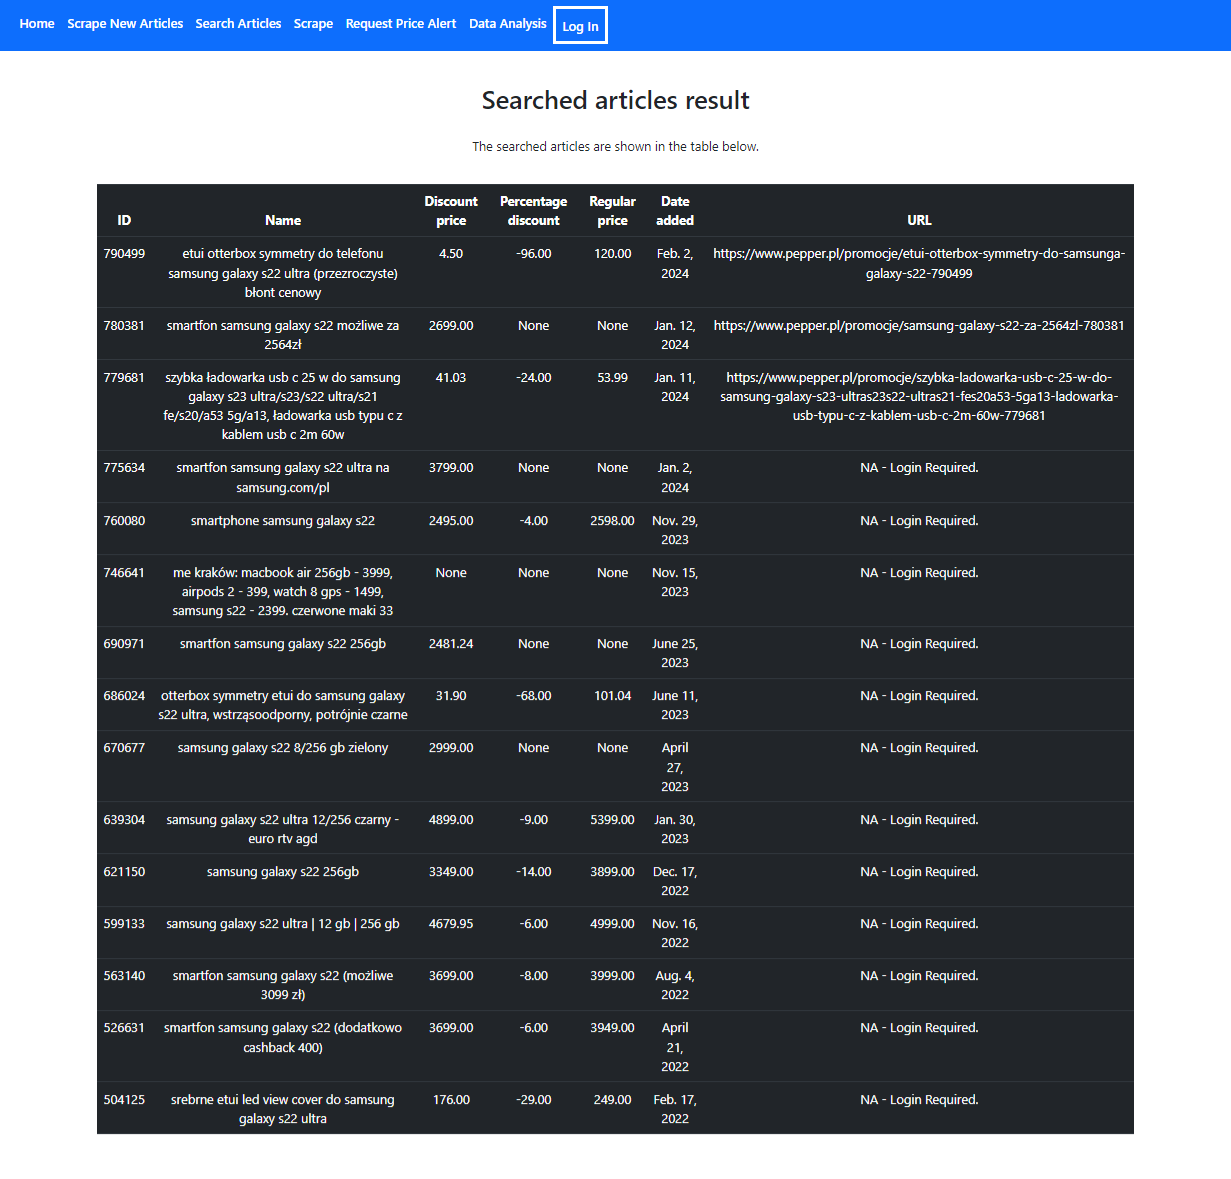 Home Scrape New Articles Search Articles Scrape Request Price Alert Data Analysis Log In
Searched articles result
The searched articles are shown in the table below.
ID Name Discount price Percentage discount Regular price Date added URL
790499 etui otterbox symmetry do telefonu 4.50 -96.00 120.00 Feb. 2, https://www.pepper.pl/promocje/etui-otterbox-symmetry-do-samsunga-
samsung galaxy s22 ultra (przezroczyste) 2024 galaxy-s22-790499
błont cenowy
780381 smartfon samsung galaxy s22 możliwe za 2699.00 None None Jan. 12, https://www.pepper.pl/promocje/samsung-galaxy-s22-za-2564zl-780381
2564zł 2024
779681 szybka ładowarka usb c 25 w do samsung 41.03 -24.00 53.99 Jan. 11, https://www.pepper.pl/promocje/szybka-ladowarka-usb-c-25-w-do-
galaxy s23 ultra/s23/s22 ultra/s21 2024 samsung-galaxy-s23-ultras23s22-ultras21-fes20a53-5ga13-ladowarka-
fe/s20/a53 5g/a13, ładowarka usb typu c z usb-typu-c-z-kablem-usb-c-2m-60w-779681
kablem usb c 2m 60w
775634 smartfon samsung galaxy s22 ultra na 3799.00 None None Jan. 2, NA - Login Required.
samsung.com/pl 2024
760080 smartphone samsung galaxy s22 2495.00 -4.00 2598.00 Nov. 29, NA - Login Required.
2023
746641 me kraków: macbook air 256gb - 3999, None None None Nov. 15, NA - Login Required.
airpods 2 - 399, watch 8 gps - 1499, 2023
samsung s22 - 2399. czerwone maki 33
690971 smartfon samsung galaxy s22 256gb 2481.24 None None June 25, NA - Login Required.
2023
686024 otterbox symmetry etui do samsung galaxy 31.90 -68.00 101.04 June 11, NA - Login Required.
s22 ultra, wstrząsoodporny, potrójnie czarne 2023
670677 samsung galaxy s22 8/256 gb zielony 2999.00 None None April NA - Login Required.
27,
2023
639304 samsung galaxy s22 ultra 12/256 czarny - 4899.00 -9.00 5399.00 Jan. 30, NA - Login Required.
euro rtv agd 2023
621150 samsung galaxy s22 256gb 3349.00 -14.00 3899.00 Dec. 17, NA - Login Required.
2022
599133 samsung galaxy s22 ultra | 12 gb | 256 gb 4679.95 -6.00 4999.00 Nov. 16, NA - Login Required.
2022
563140 smartfon samsung galaxy s22 (możliwe 3699.00 -8.00 3999.00 Aug. 4, NA - Login Required.
3099 zł) 2022
526631 smartfon samsung galaxy s22 (dodatkowo 3699.00 -6.00 3949.00 April NA - Login Required.
cashback 400) 21,
2022
504125 srebrne etui led view cover do samsung 176.00 -29.00 249.00 Feb. 17, NA - Login Required.
galaxy s22 ultra 2022